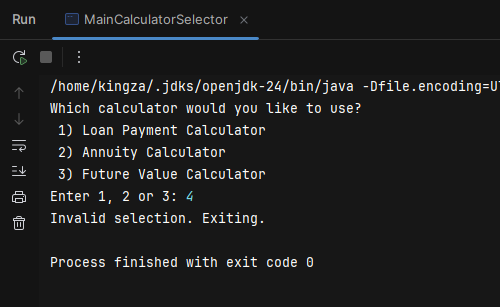 Run MainCalculatorSelector
/home/kingza/.jdks/openjdk-24/bin/java -Dfile.encoding=U
Which calculator would you like to use?
1) Loan Payment Calculator
2) Annuity Calculator
3) Future Value Calculator
Enter 1, 2 or 3: 4
Invalid selection. Exiting.
Process finished with exit code 0